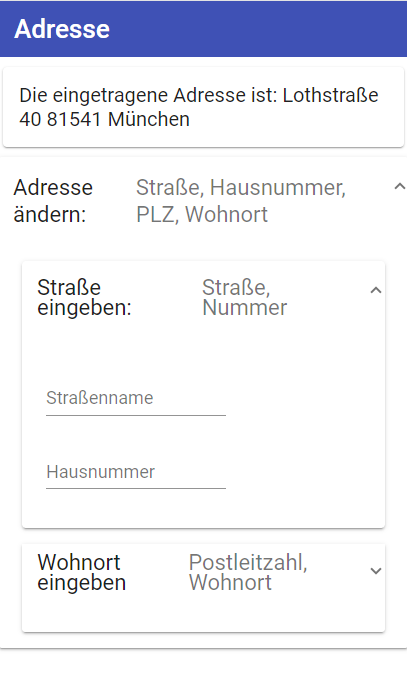 Adresse
Die eingetragene Adresse ist: Lothstraße
40 81541 München
Adresse
ändern:
Straße, Hausnummer,
PLZ, Wohnort
Straße
eingeben:
Straße,
Nummer
Straßenname
Hausnummer
Wohnort
eingeben
Postleitzahl,
Wohnort